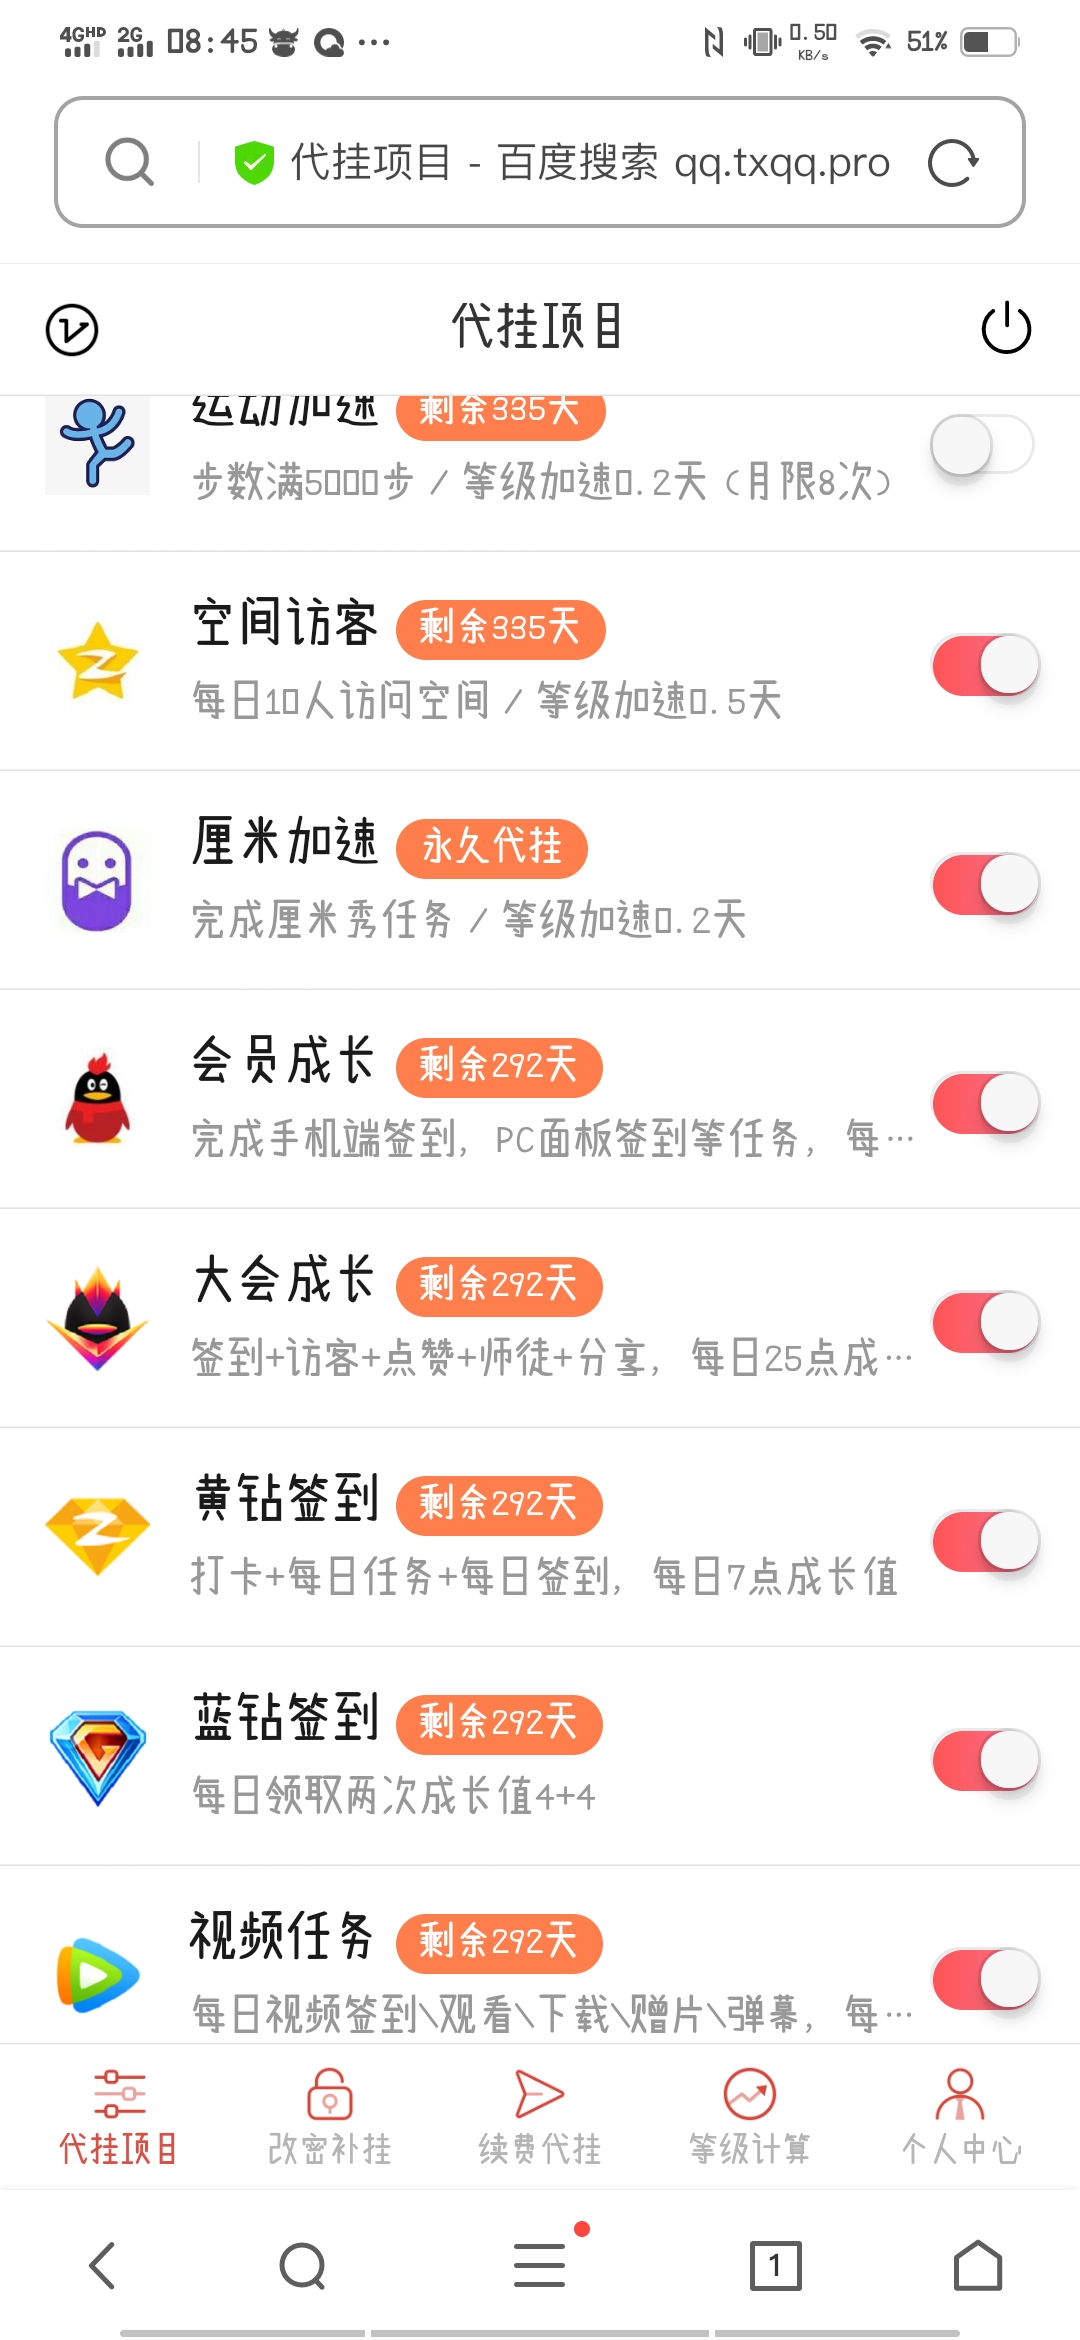 4GHD 2G 08:45 ··· 0.50 KB/s 51%
代挂项目 - 百度搜索 qq.txqq.pro
代挂项目
运动加速 剩余335天
步数满5000步 / 等级加速0.2天（月限8次）
空间访客 剩余335天
每日10人访问空间 / 等级加速0.5天
厘米加速 永久代挂
完成厘米秀任务 / 等级加速0.2天
会员成长 剩余292天
完成手机端签到，PC面板签到等任务，每…
大会成长 剩余292天
签到+访客+点赞+师徒+分享，每日25点成…
黄钻签到 剩余292天
打卡+每日任务+每日签到，每日7点成长值
蓝钻签到 剩余292天
每日领取两次成长值4+4
视频任务 剩余292天
每日视频签到\观看\下载\赠片\弹幕，每…
代挂项目 改密补挂 续费代挂 等级计算 个人中心
1